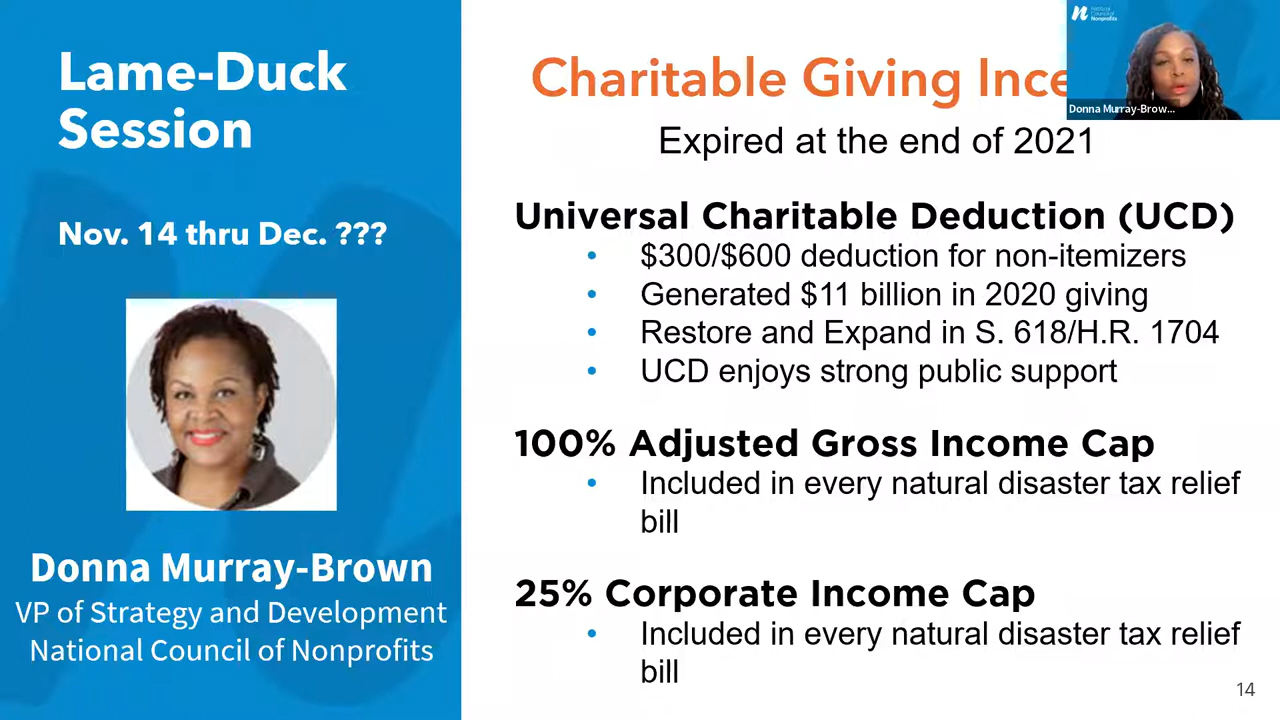 Lame-Duck
Session
Nov. 14 thru Dec. ???
Donna Murray-Brown
VP of Strategy and Development
National Council of Nonprofits
Charitable Giving Ince
Expired at the end of 2021
Universal Charitable Deduction (UCD)
• $300/$600 deduction for non-itemizers
• Generated $11 billion in 2020 giving
• Restore and Expand in S. 618/H.R. 1704
• UCD enjoys strong public support
100% Adjusted Gross Income Cap
• Included in every natural disaster tax relief
bill
25% Corporate Income Cap
• Included in every natural disaster tax relief
bill
14
National
Council of
Nonprofits
Donna Murray-Brow...